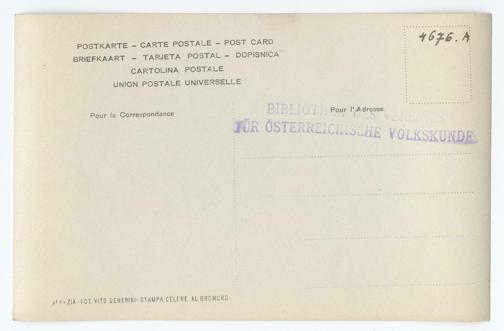 POSTKARTE – CARTE POSTALE – POST CARD
BRIEFKAART – TARJETA POSTAL – DOPISNICA
CARTOLINA POSTALE
UNION POSTALE UNIVERSELLE
4676. A
Pour la Correspondance
Pour l'Adresse
BIBLIOTHEK DES VEREINES
FÜR ÖSTERREICHISCHE VOLKSKUNDE
FOT. VITO GENERINI - STAMPA CELERE AL BROMURO